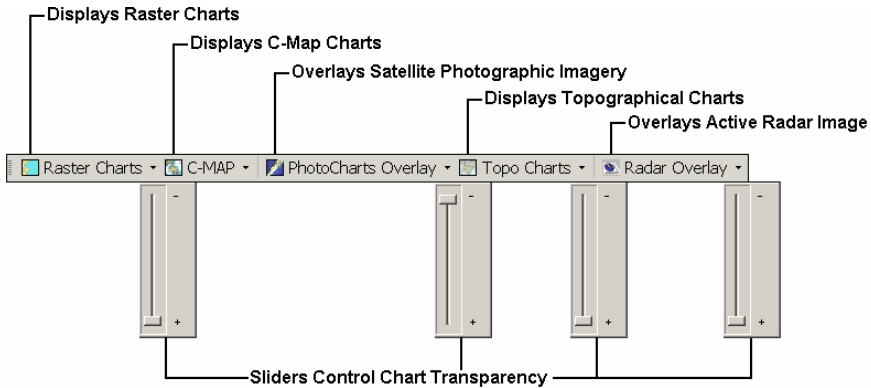 Displays Raster Charts
Displays C-Map Charts
Overlays Satellite Photographic Imagery
Displays Topographical Charts
Overlays Active Radar Image
Raster Charts C-MAP PhotoCharts Overlay Topo Charts Radar Overlay
- - - -
+ + + +
Sliders Control Chart Transparency